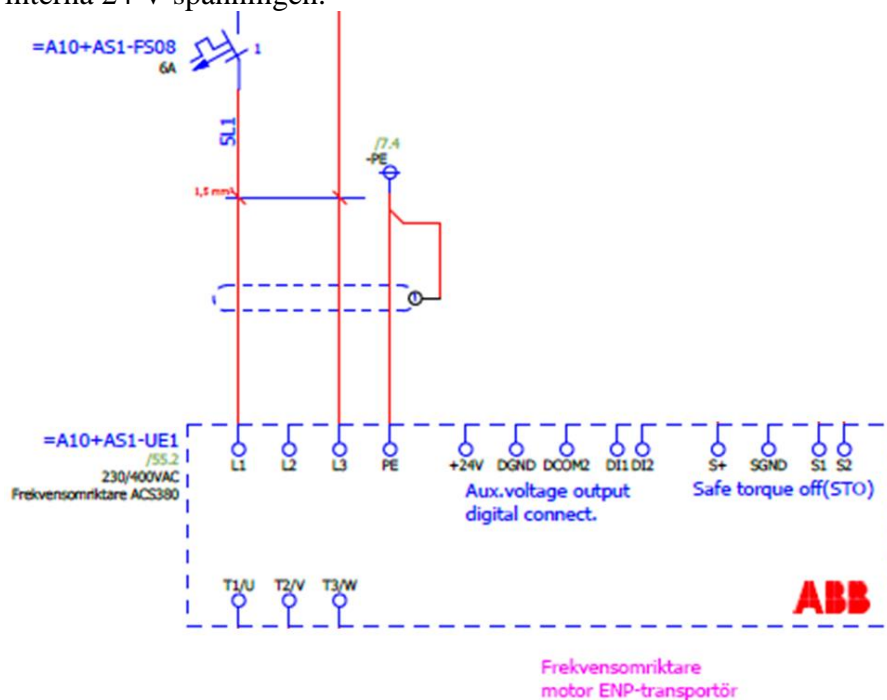 interna 24 V spänningen.
=A10+AS1-FS08
6A
1
5L1
/7.4
-PE
1,5 mm²
1
=A10+AS1-UE1
/55.2
230/400VAC
Frekvensomriktare ACS380
L1 L2 L3 PE +24V DGND DCOM2 DI1 DI2 S+ SGND S1 S2
Aux.voltage output
digital connect.
Safe torque off(STO)
T1/U T2/V T3/W
ABB
Frekvensomriktare
motor ENP-transportör